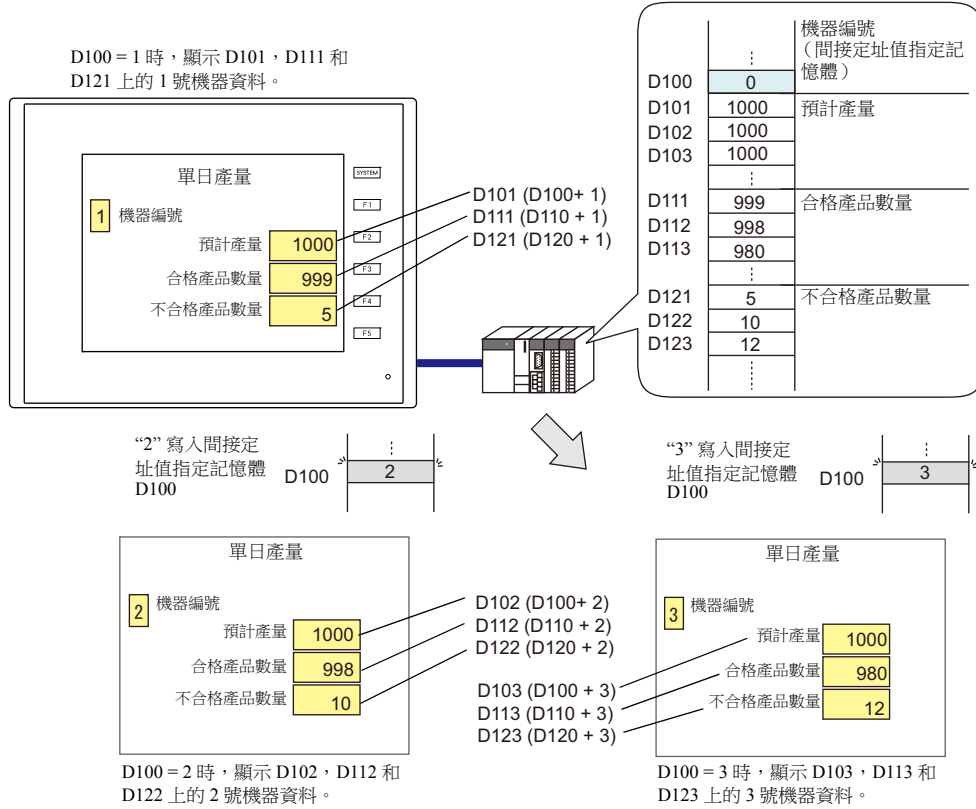 D100 = 1 時，顯示 D101，D111 和
D121 上的 1 號機器資料。
單日產量
1 機器編號
預計產量 1000
合格產品數量 999
不合格產品數量 5
SYSTEM
F1
F2
F3
F4
F5
D101 (D100+ 1)
D111 (D110 + 1)
D121 (D120 + 1)
機器編號
（間接定址值指定記
憶體）
D100 0
D101 1000 預計產量
D102 1000
D103 1000
D111 999 合格產品數量
D112 998
D113 980
D121 5 不合格產品數量
D122 10
D123 12
“2” 寫入間接定
址值指定記憶體
D100
D100 2
“3” 寫入間接定
址值指定記憶體
D100
D100 3
單日產量
2 機器編號
預計產量 1000
合格產品數量 998
不合格產品數量 10
D102 (D100+ 2)
D112 (D110 + 2)
D122 (D120 + 2)
D103 (D100 + 3)
D113 (D110 + 3)
D123 (D120 + 3)
單日產量
3 機器編號
預計產量 1000
合格產品數量 980
不合格產品數量 12
D100 = 2 時，顯示 D102，D112 和
D122 上的 2 號機器資料。
D100 = 3 時，顯示 D103，D113 和
D123 上的 3 號機器資料。